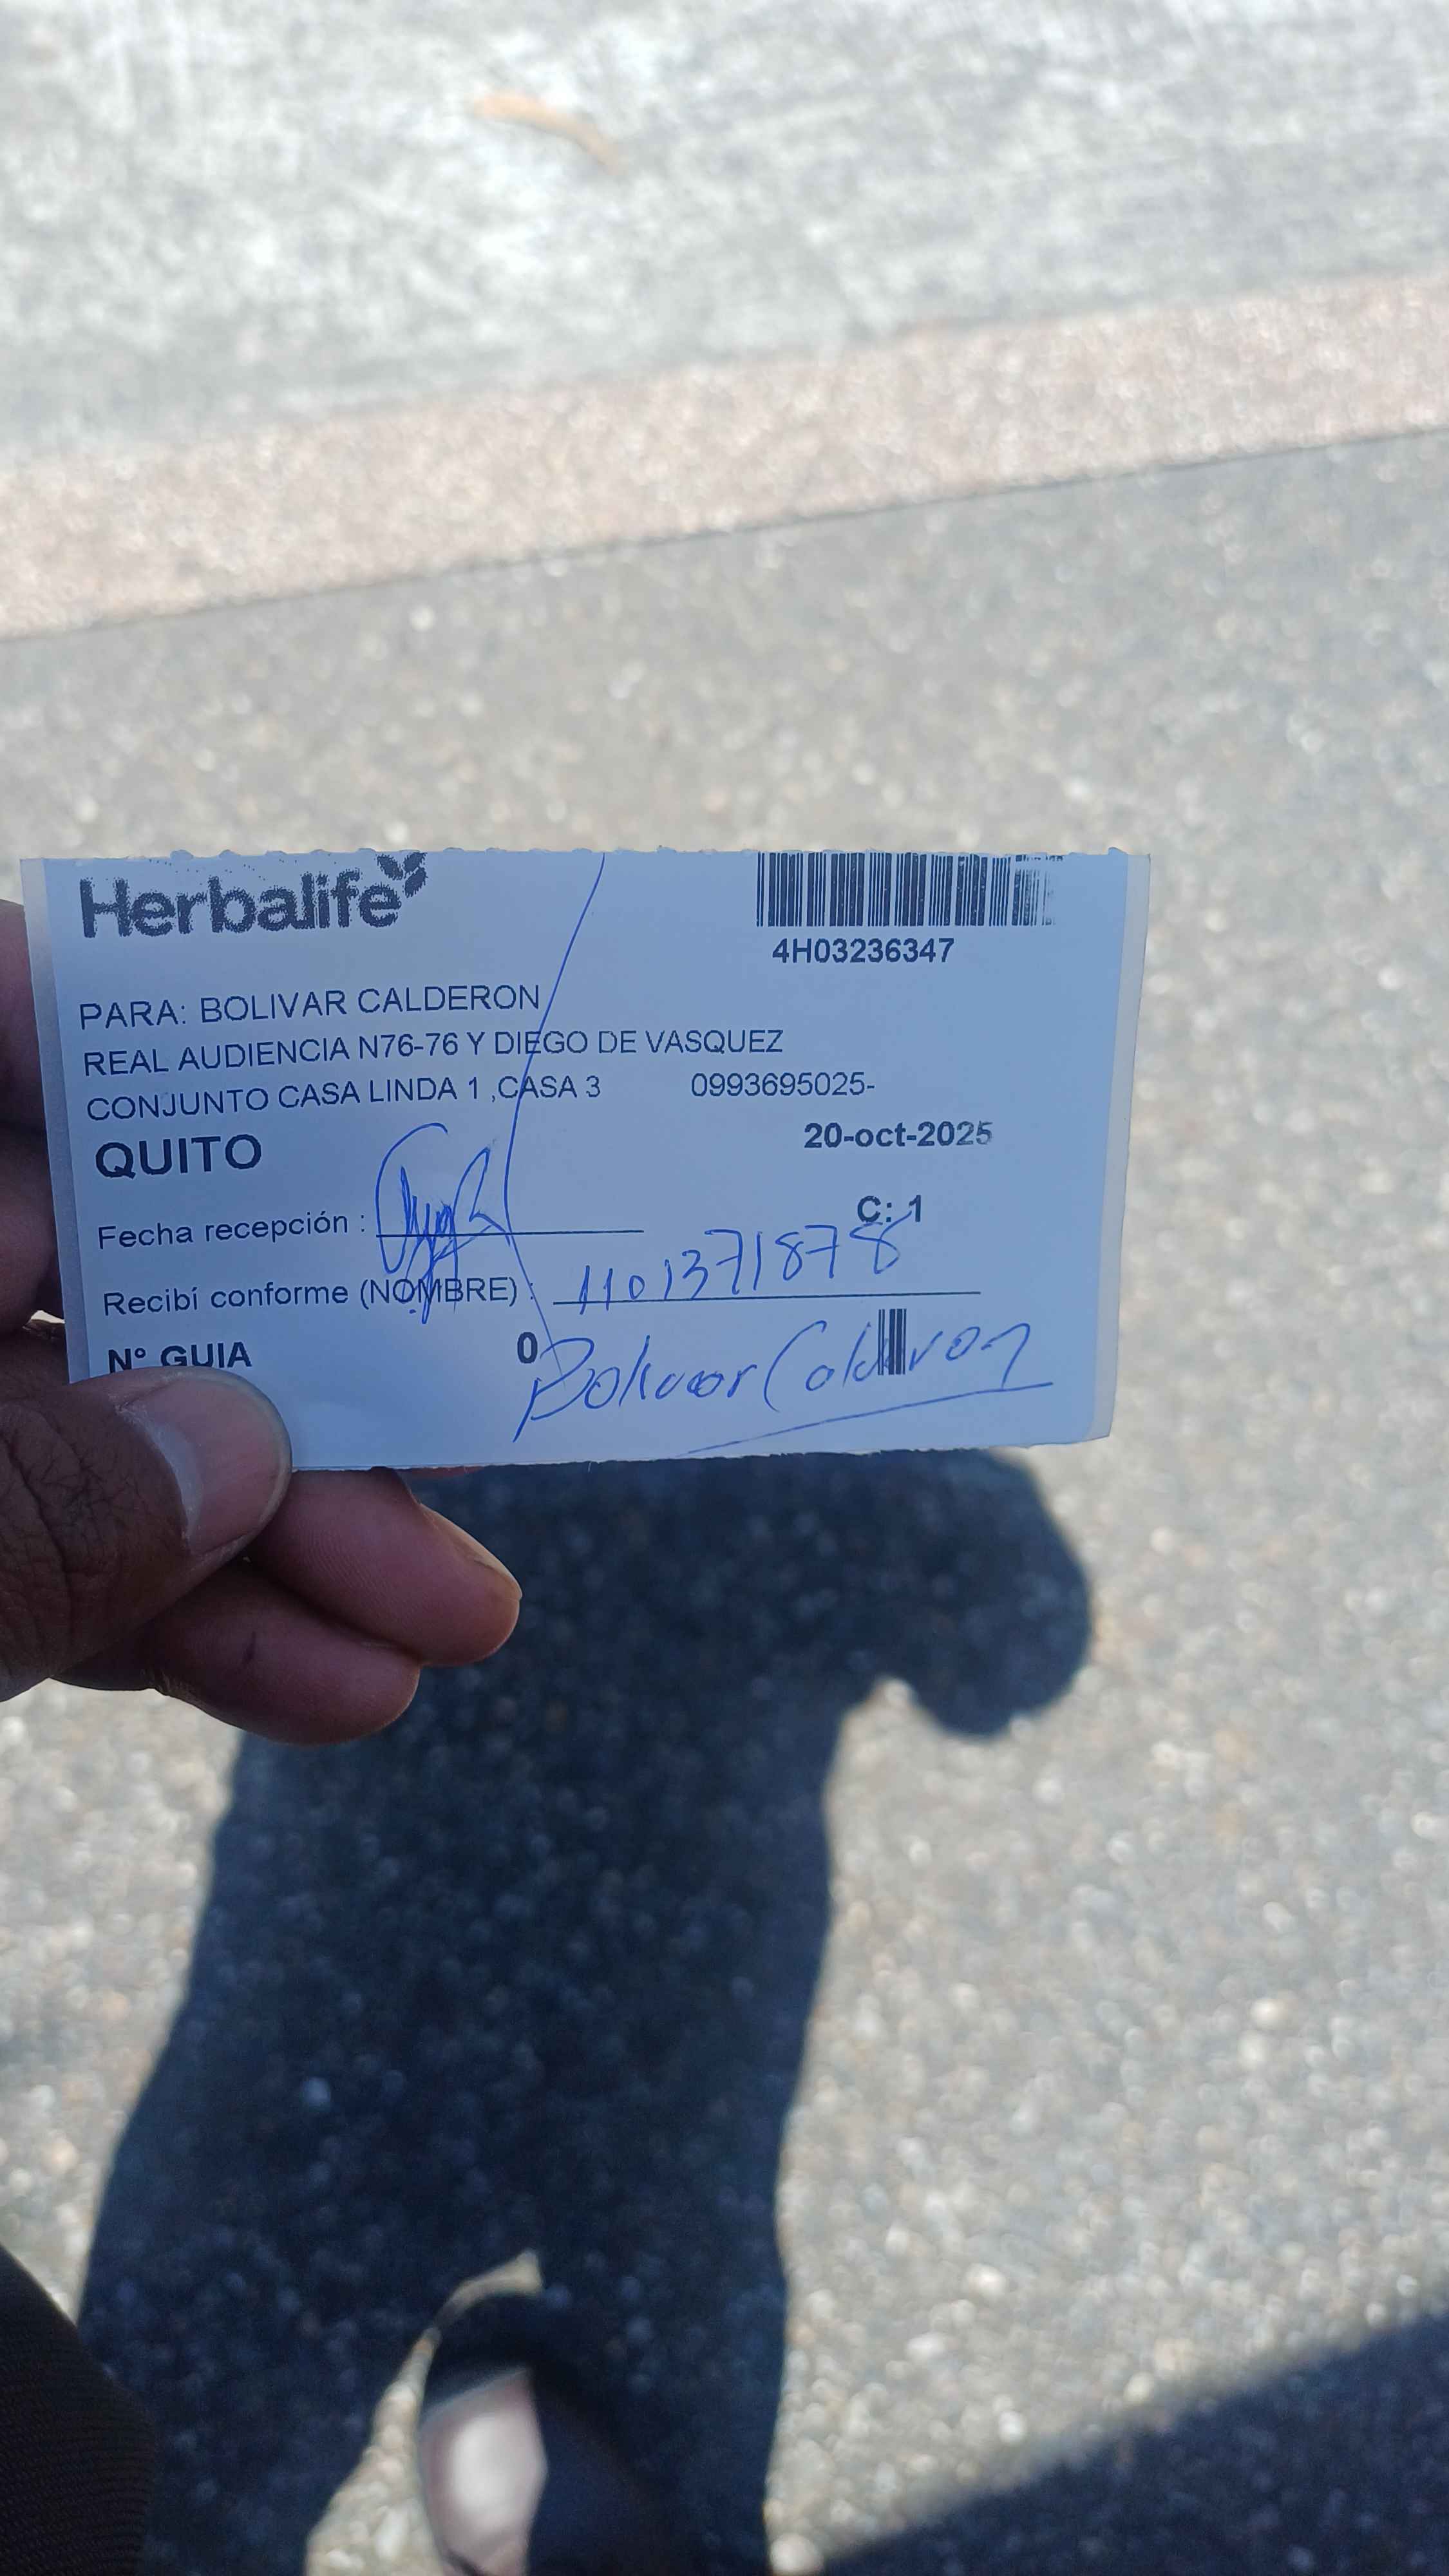 Herbalife
4H03236347
PARA: BOLIVAR CALDERON
REAL AUDIENCIA N76-76 Y DIEGO DE VASQUEZ
CONJUNTO CASA LINDA 1 ,CASA 3 0993695025-
QUITO 20-oct-2025
C: 1
Fecha recepción :
Recibí conforme (NOMBRE) : 1101371878
N° GUIA 0
Bolivar Calderon